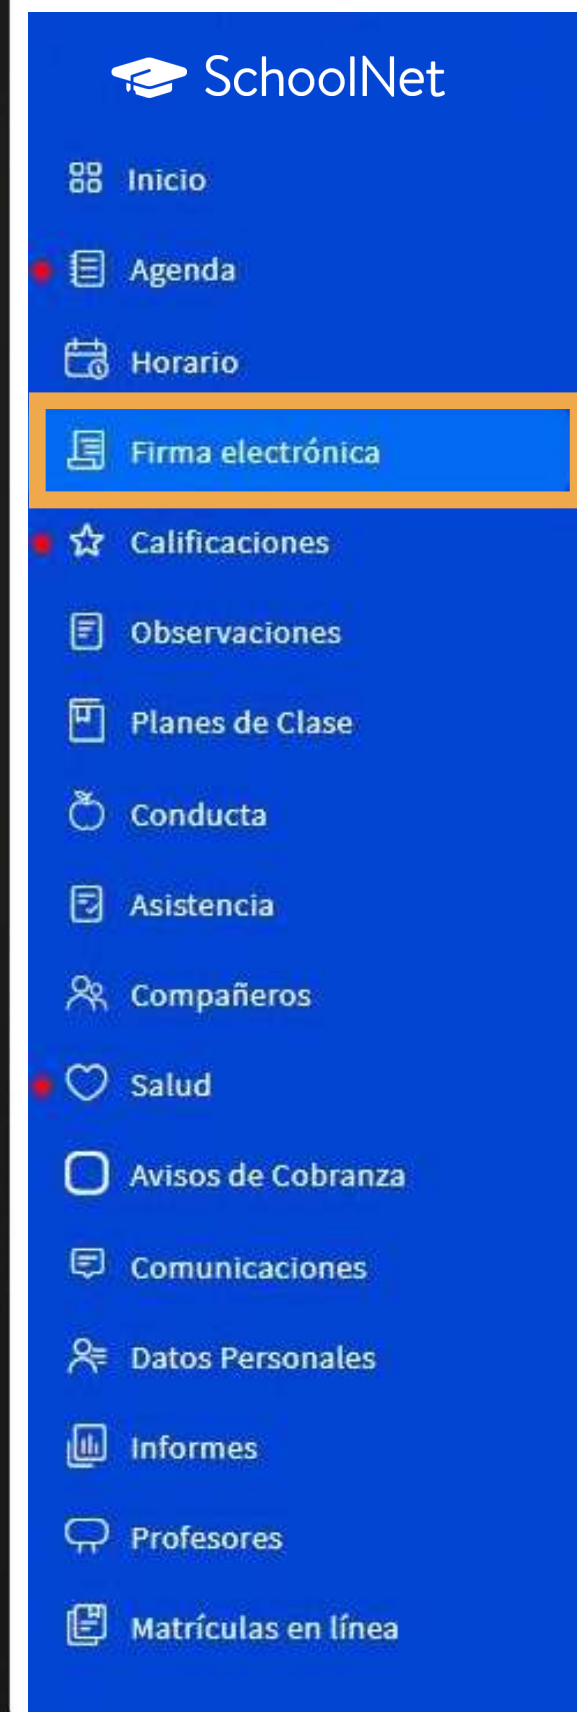 SchoolNet
Inicio
Agenda
Horario
Firma electrónica
Calificaciones
Observaciones
Planes de Clase
Conducta
Asistencia
Compañeros
Salud
Avisos de Cobranza
Comunicaciones
Datos Personales
Informes
Profesores
Matrículas en línea